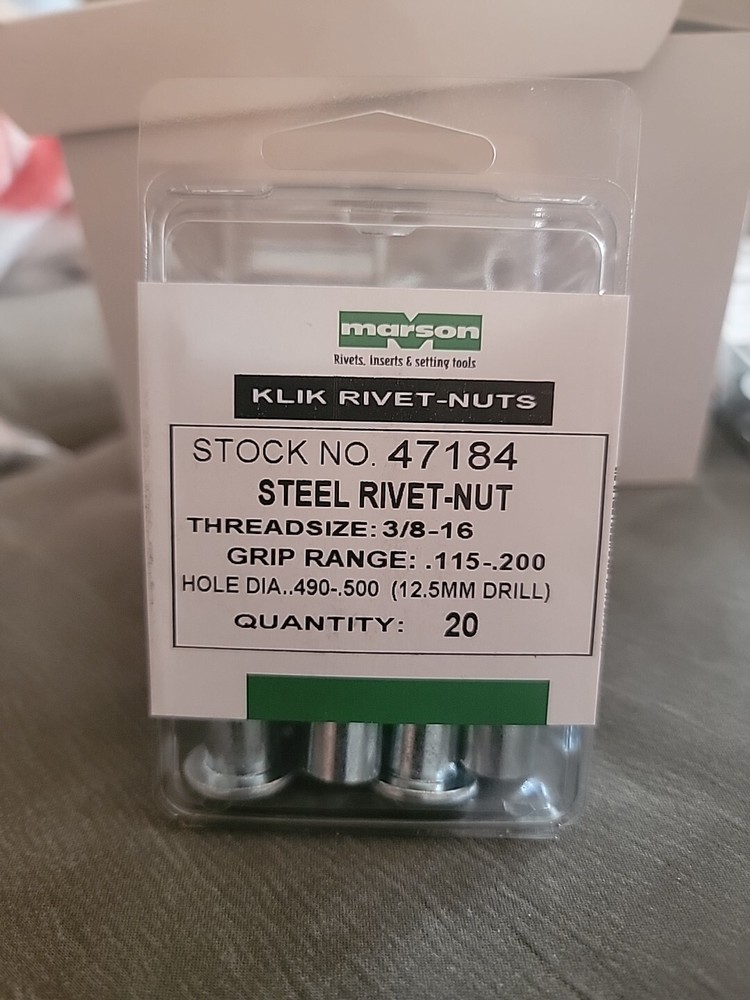 marson
Rivets, inserts & setting tools
KLIK RIVET-NUTS
STOCK NO. 47184
STEEL RIVET-NUT
THREADSIZE: 3/8-16
GRIP RANGE: .115-.200
HOLE DIA..490-.500 (12.5MM DRILL)
QUANTITY: 20